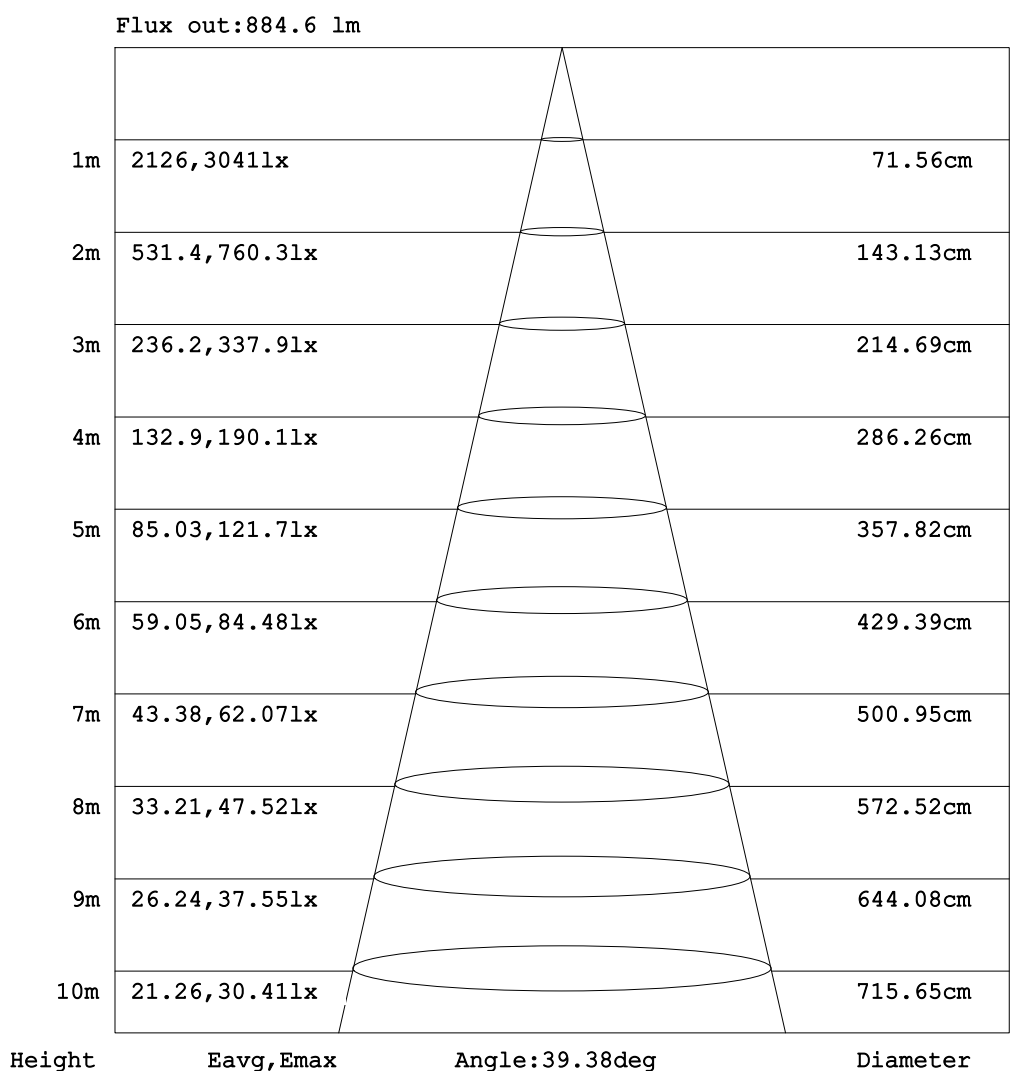 Flux out:884.6 lm
1m 2126,3041lx 71.56cm
2m 531.4,760.3lx 143.13cm
3m 236.2,337.9lx 214.69cm
4m 132.9,190.1lx 286.26cm
5m 85.03,121.7lx 357.82cm
6m 59.05,84.48lx 429.39cm
7m 43.38,62.07lx 500.95cm
8m 33.21,47.52lx 572.52cm
9m 26.24,37.55lx 644.08cm
10m 21.26,30.41lx 715.65cm
Height Eavg,Emax Angle:39.38deg Diameter